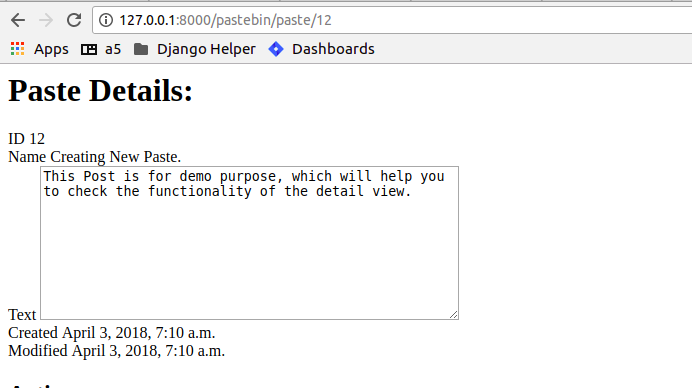 127.0.0.1:8000/pastebin/paste/12
Apps a5 Django Helper Dashboards
Paste Details:
ID 12
Name Creating New Paste.
This Post is for demo purpose, which will help you
to check the functionality of the detail view.
Text
Created April 3, 2018, 7:10 a.m.
Modified April 3, 2018, 7:10 a.m.